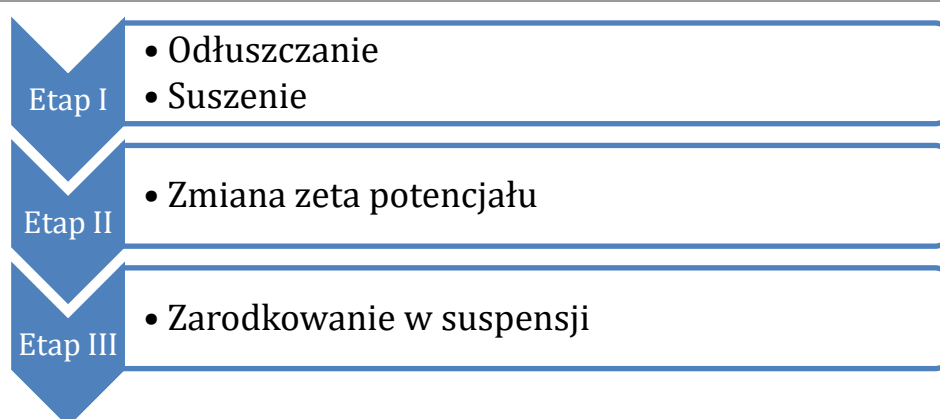 Etap I
• Odłuszczanie
• Suszenie
Etap II
• Zmiana zeta potencjału
Etap III
• Zarodkowanie w suspensji